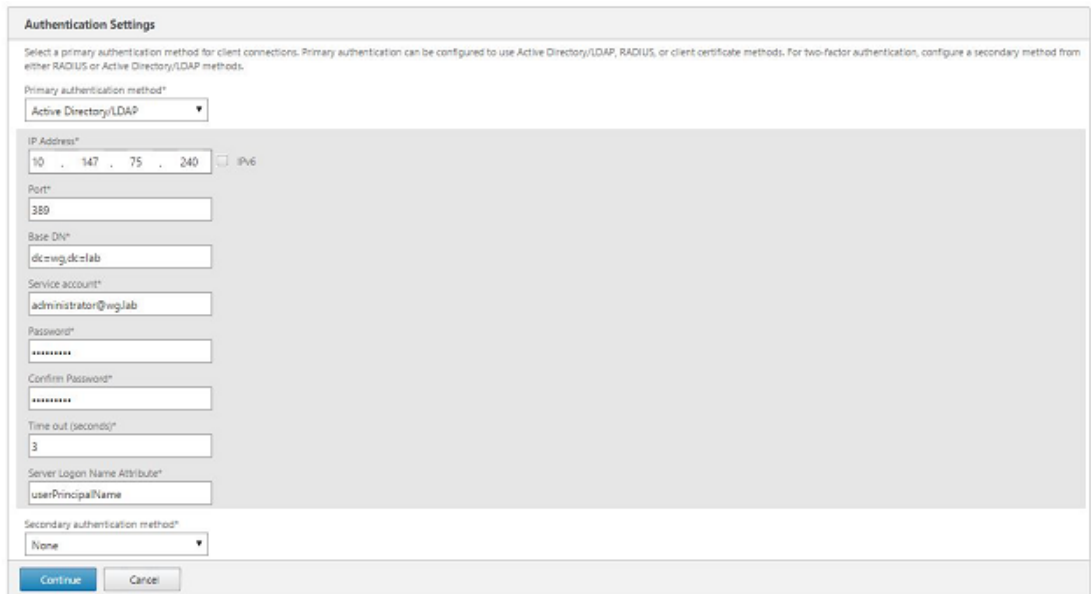 Authentication Settings
Select a primary authentication method for client connections. Primary authentication can be configured to use Active Directory/LDAP, RADIUS, or client certificate methods. For two-factor authentication, configure a secondary method from
either RADIUS or Active Directory/LDAP methods.
Primary authentication method*
Active Directory/LDAP
IP Address*
10 . 147 . 75 . 240 IPv6
Port*
389
Base DN*
dc=wg,dc=lab
Service account*
administrator@wg.lab
Password*
•••••••••
Confirm Password*
•••••••••
Time out (seconds)*
3
Server Logon Name Attribute*
userPrincipalName
Secondary authentication method*
None
Continue Cancel